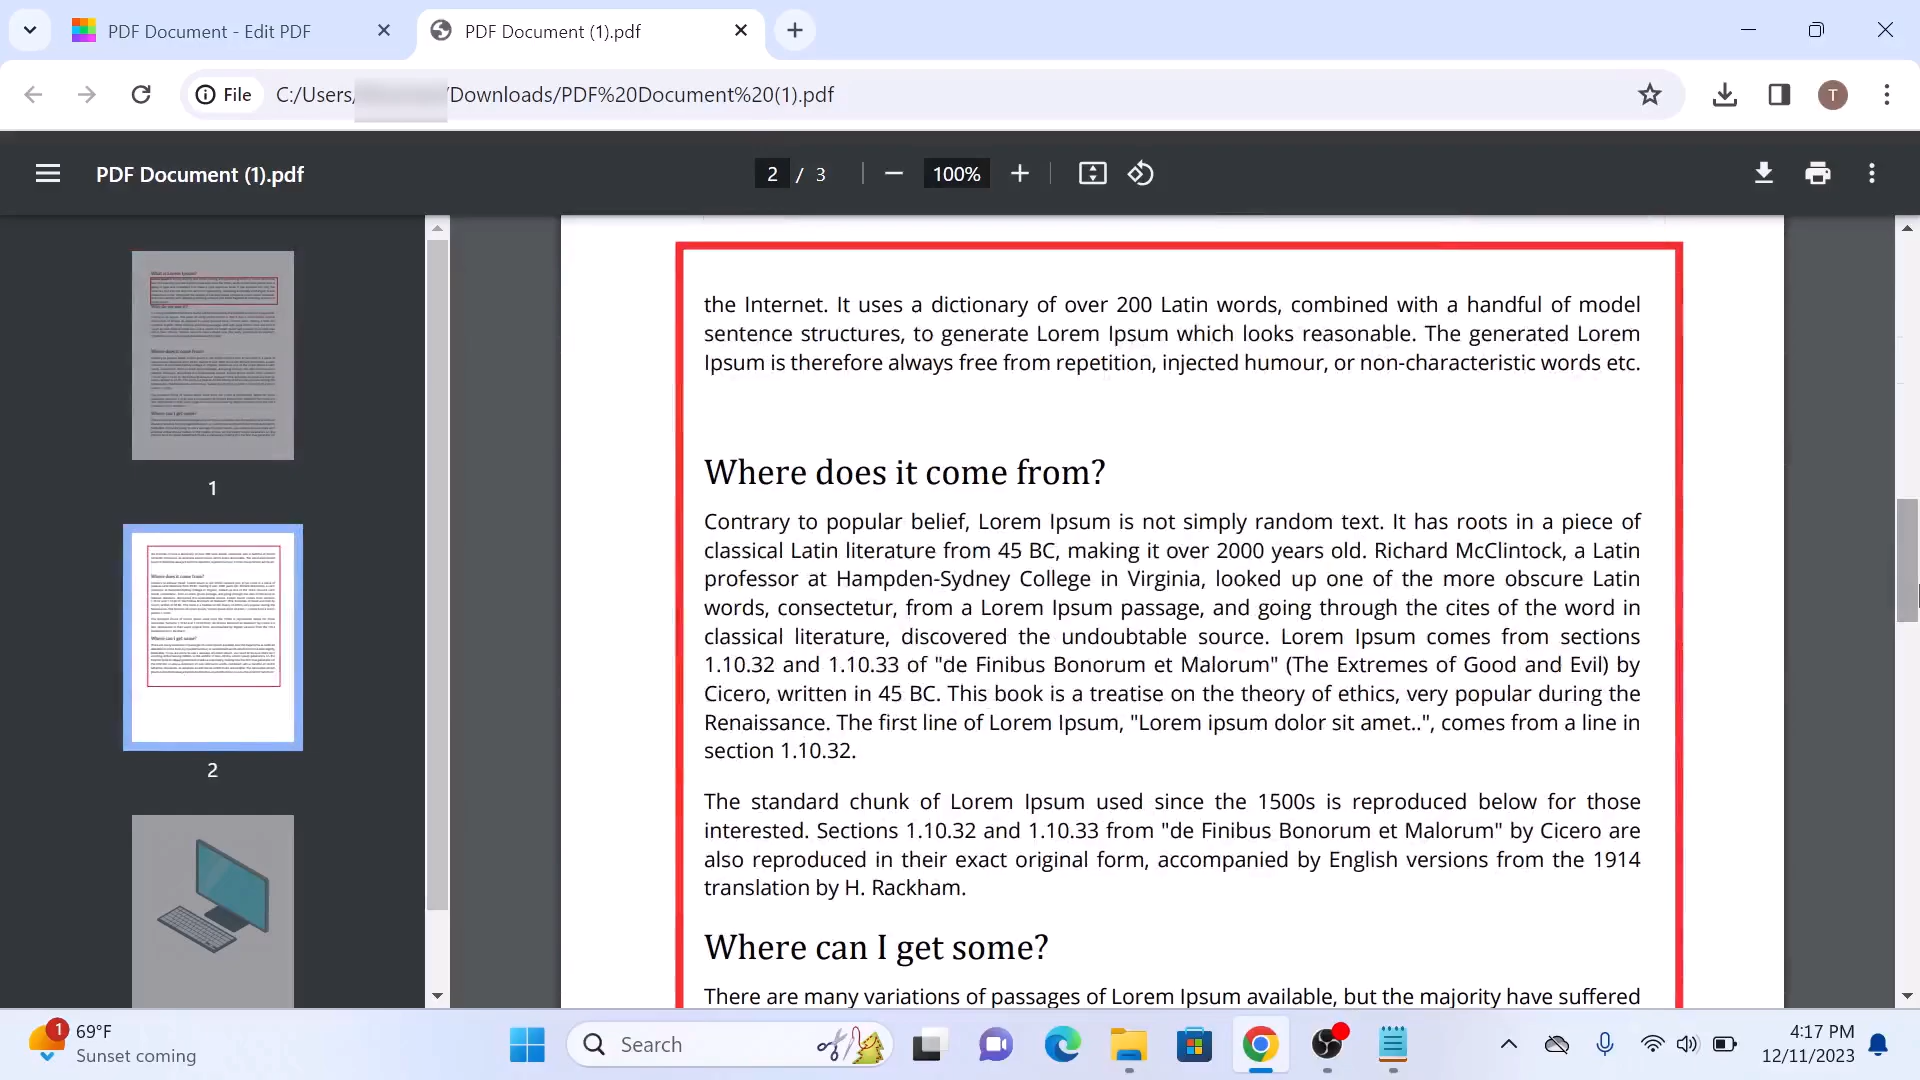 PDF Document - Edit PDF
PDF Document (1).pdf
File
C:/Users/
/Downloads/PDF%20Document%20(1).pdf
T
PDF Document (1).pdf
2 / 3
100%
1
2
the Internet. It uses a dictionary of over 200 Latin words, combined with a handful of model
sentence structures, to generate Lorem Ipsum which looks reasonable. The generated Lorem
Ipsum is therefore always free from repetition, injected humour, or non-characteristic words etc.
Where does it come from?
Contrary to popular belief, Lorem Ipsum is not simply random text. It has roots in a piece of
classical Latin literature from 45 BC, making it over 2000 years old. Richard McClintock, a Latin
professor at Hampden-Sydney College in Virginia, looked up one of the more obscure Latin
words, consectetur, from a Lorem Ipsum passage, and going through the cites of the word in
classical literature, discovered the undoubtable source. Lorem Ipsum comes from sections
1.10.32 and 1.10.33 of "de Finibus Bonorum et Malorum" (The Extremes of Good and Evil) by
Cicero, written in 45 BC. This book is a treatise on the theory of ethics, very popular during the
Renaissance. The first line of Lorem Ipsum, "Lorem ipsum dolor sit amet..", comes from a line in
section 1.10.32.
The standard chunk of Lorem Ipsum used since the 1500s is reproduced below for those
interested. Sections 1.10.32 and 1.10.33 from "de Finibus Bonorum et Malorum" by Cicero are
also reproduced in their exact original form, accompanied by English versions from the 1914
translation by H. Rackham.
Where can I get some?
There are many variations of passages of Lorem Ipsum available, but the majority have suffered
1
69°F
Sunset coming
Search
4:17 PM
12/11/2023